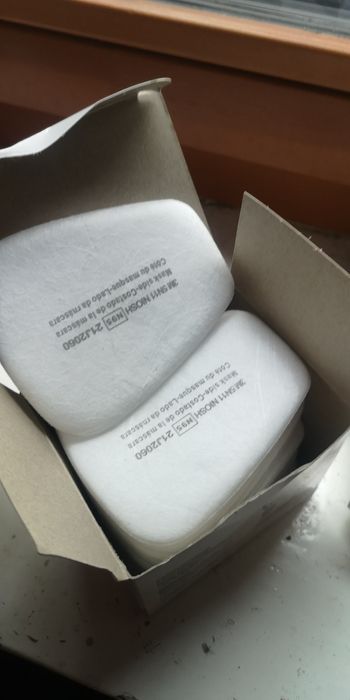 3M 5N11 NIOSH N95 21J2060
Mask side-Costado de la máscara
Côté du masque-Lado da máscara
3M 5N11 NIOSH N95 21J2060
Mask side-Costado de la máscara
Côté du masque-Lado da máscara